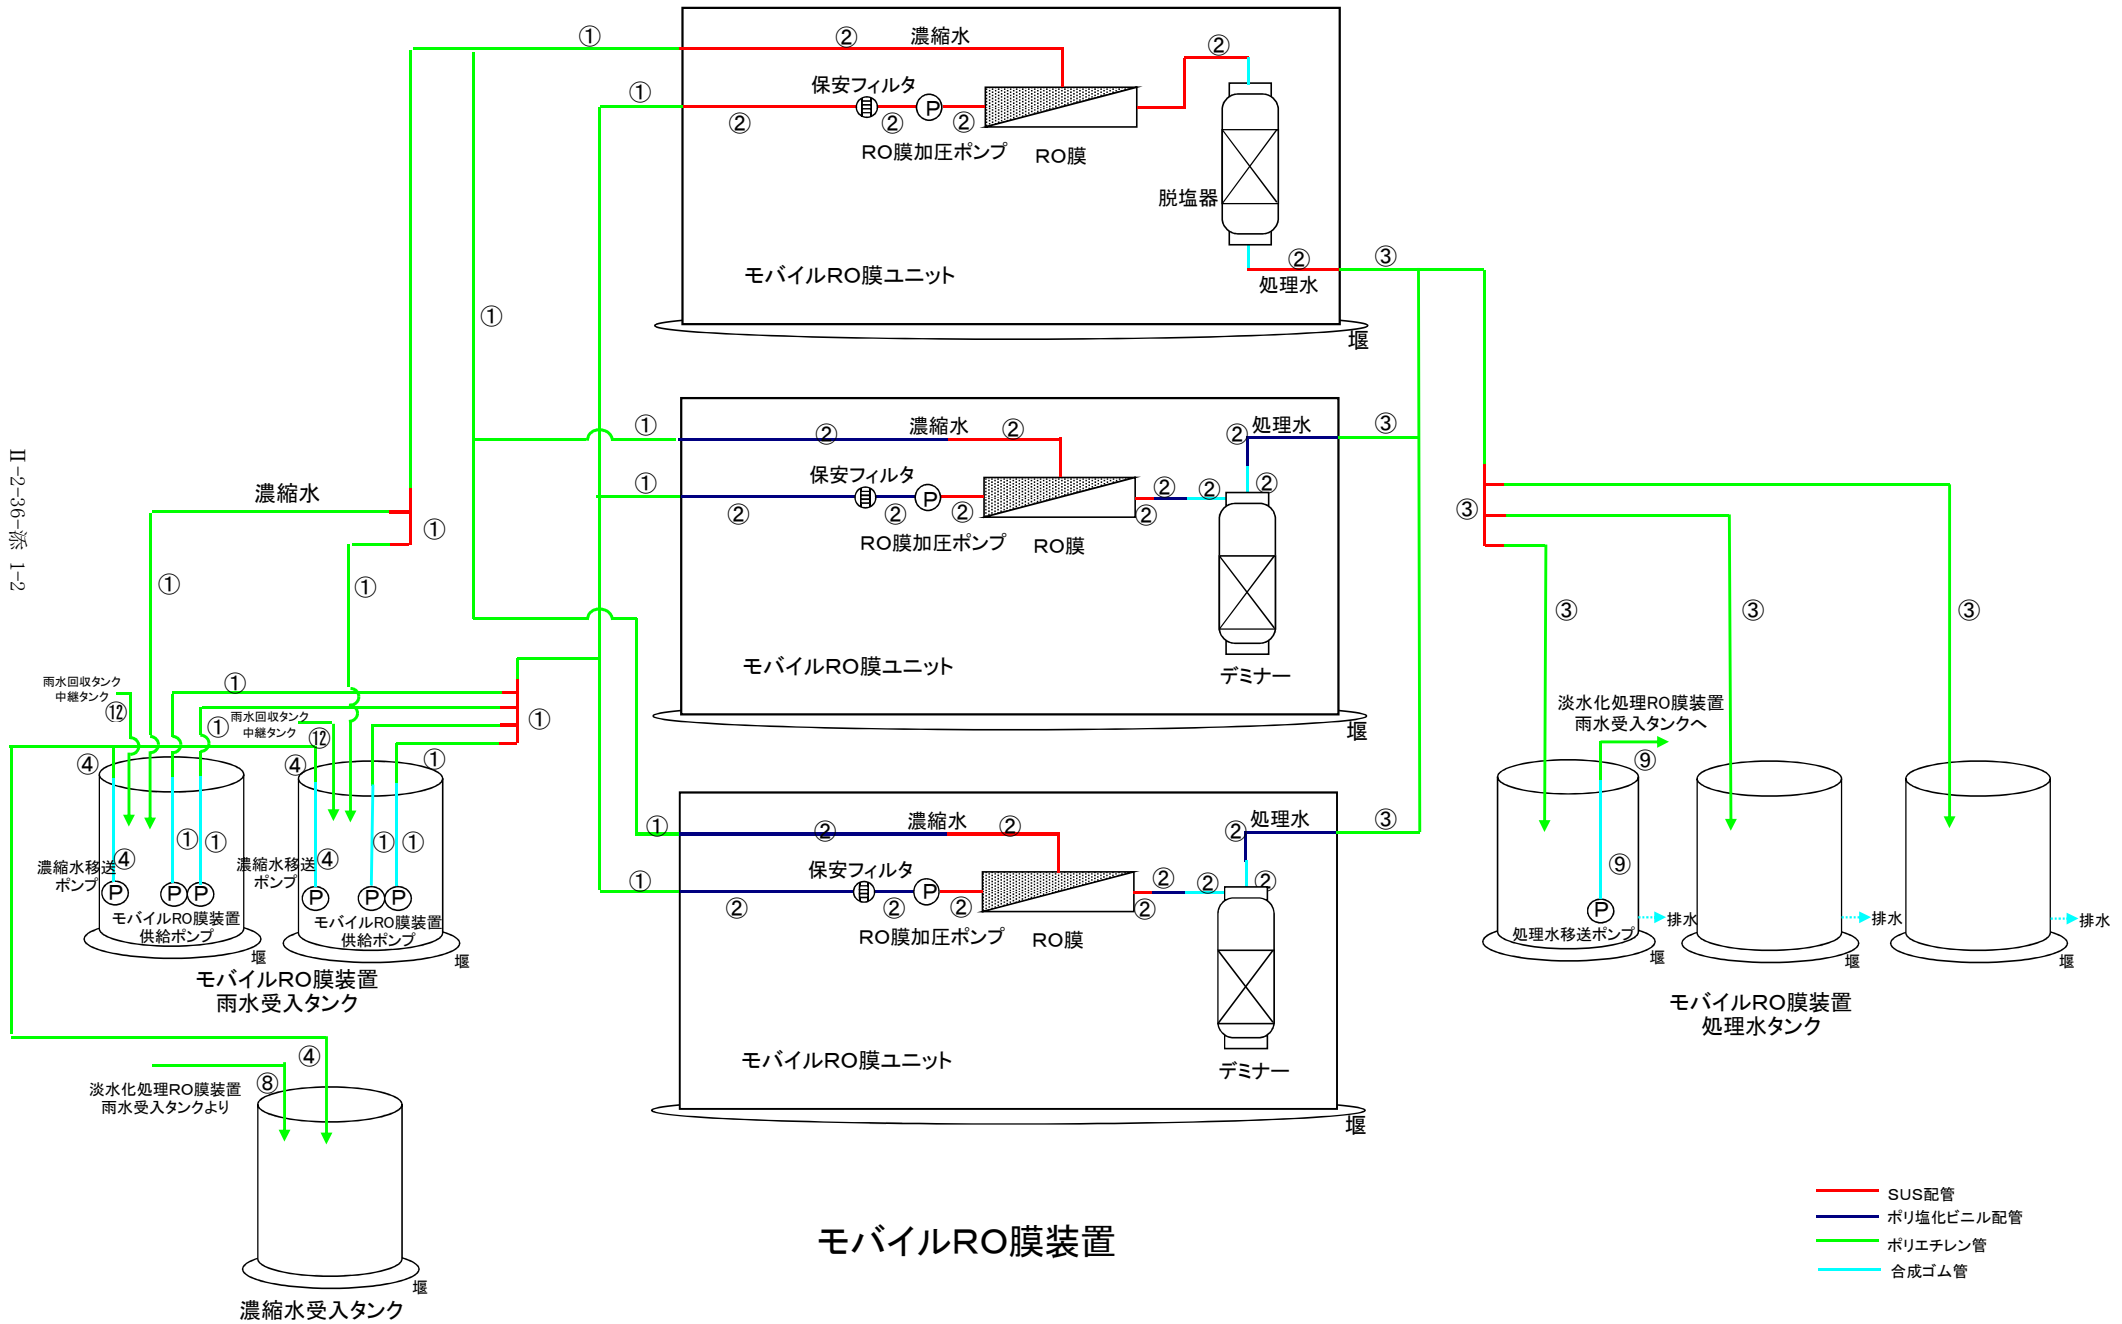 ① ② 濃縮水 ②
保安フィルタ
① ② ② P ②
RO膜加圧ポンプ RO膜
脱塩器
モバイルRO膜ユニット
② ③
処理水
堰
①
① ② 濃縮水 ② ② 処理水 ③
保安フィルタ
① ② ② P ② ② ② ② ②
RO膜加圧ポンプ RO膜
モバイルRO膜ユニット
デミナー
堰
Ⅱ-2-36-添 1-2
濃縮水
①
① ①
③
③ ③ ③
雨水回収タンク
中継タンク
⑫
①
① 雨水回収タンク
中継タンク
⑫
①
④ ④ ①
① ① ① ①
濃縮水移送
ポンプ
④
濃縮水移送
ポンプ
④
P P P P P P
モバイルRO膜装置
供給ポンプ
モバイルRO膜装置
供給ポンプ
堰 堰
モバイルRO膜装置
雨水受入タンク
① ② 濃縮水 ② ② 処理水 ③
保安フィルタ
① ② ② P ② ② ② ② ②
RO膜加圧ポンプ RO膜
モバイルRO膜ユニット
デミナー
堰
淡水化処理RO膜装置
雨水受入タンクへ
⑨
⑨
P
処理水移送ポンプ
排水 排水 排水
堰 堰 堰
モバイルRO膜装置
処理水タンク
④
⑧
淡水化処理RO膜装置
雨水受入タンクより
堰
濃縮水受入タンク
モバイルRO膜装置
SUS配管
ポリ塩化ビニル配管
ポリエチレン管
合成ゴム管